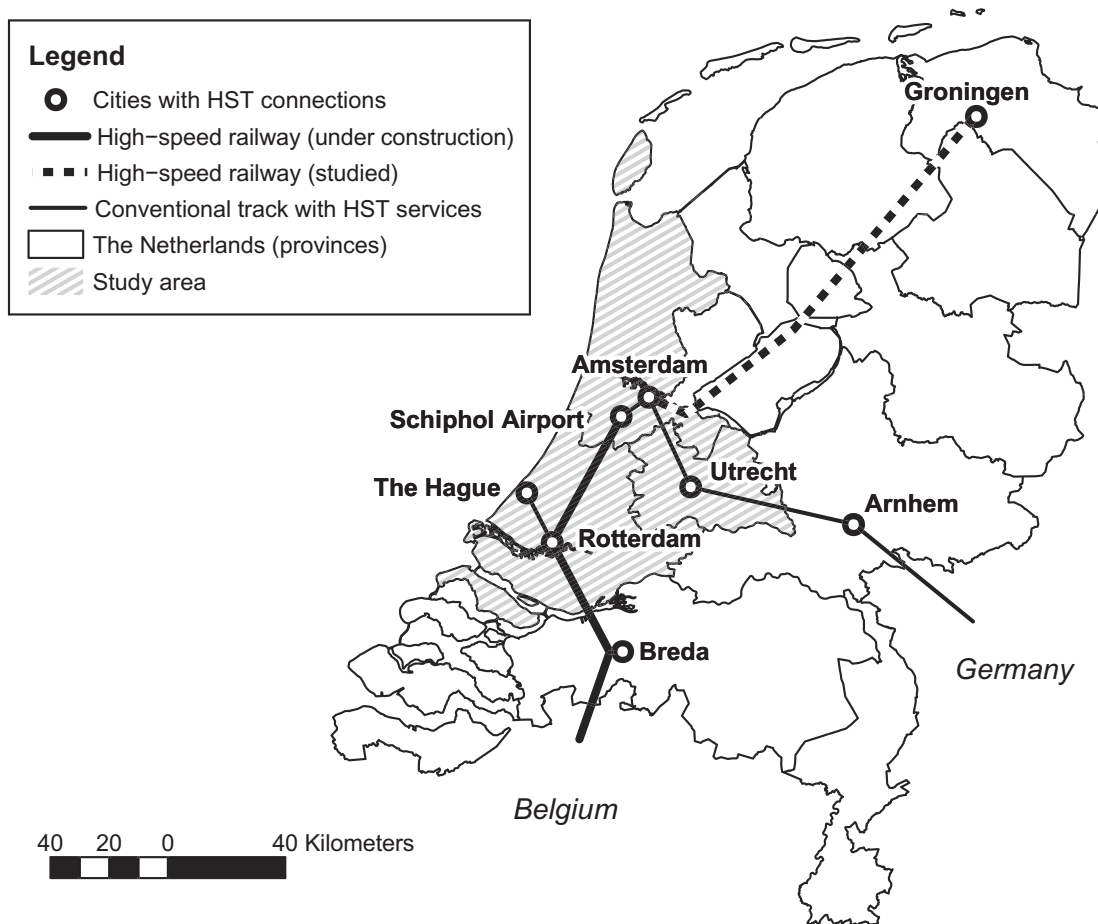 Legend
Cities with HST connections
High−speed railway (under construction)
High−speed railway (studied)
Conventional track with HST services
The Netherlands (provinces)
Study area
Groningen
Amsterdam
Schiphol Airport
Utrecht
The Hague
Arnhem
Rotterdam
Breda
Germany
Belgium
40 20 0 40 Kilometers